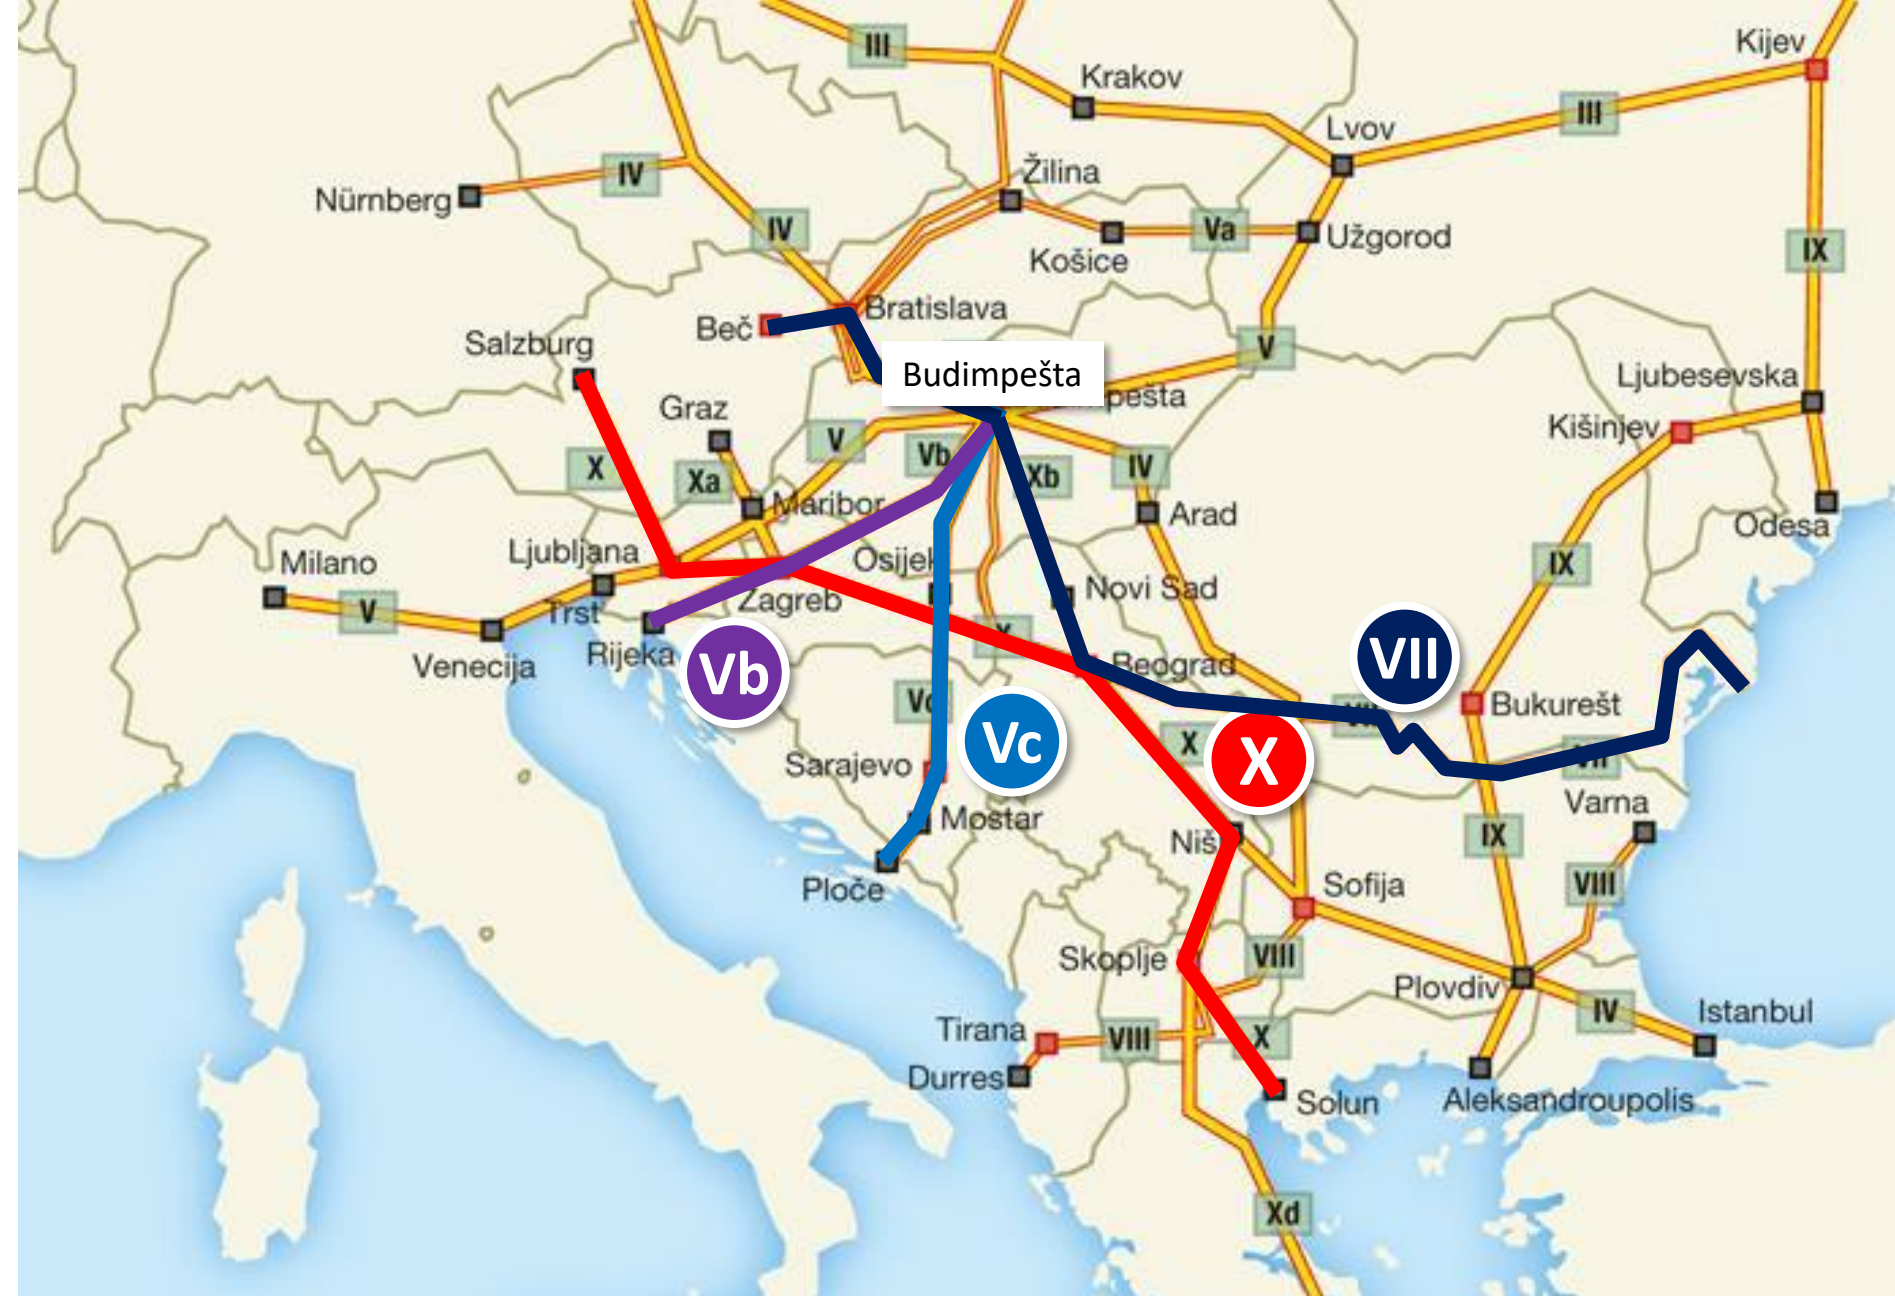 III
Kijev
Krakov
Lvov
III
Žilina
IV
Nürnberg
IV
Va
Užgorod
Košice
IX
Bratislava
Beč
Salzburg
V
Budimpešta
pešta
Ljubesevska
Graz
Kišinjev
V
Vb
Xb
IV
X
Xa
Maribor
Arad
Odesa
Ljubljana
Milano
Osijek
IX
V
Trst
Zagreb
Novi Sad
X
Venecija
Rijeka
Vb
Beograd
VII
Vc
Bukurešt
VII
Vc
X
X
Sarajevo
VII
Varna
Mostar
Niš
IX
Ploče
Sofija
VIII
Skoplje
VIII
Plovdiv
IV
Istanbul
Tirana
VIII
X
Durres
Solun
Aleksandroupolis
Xd